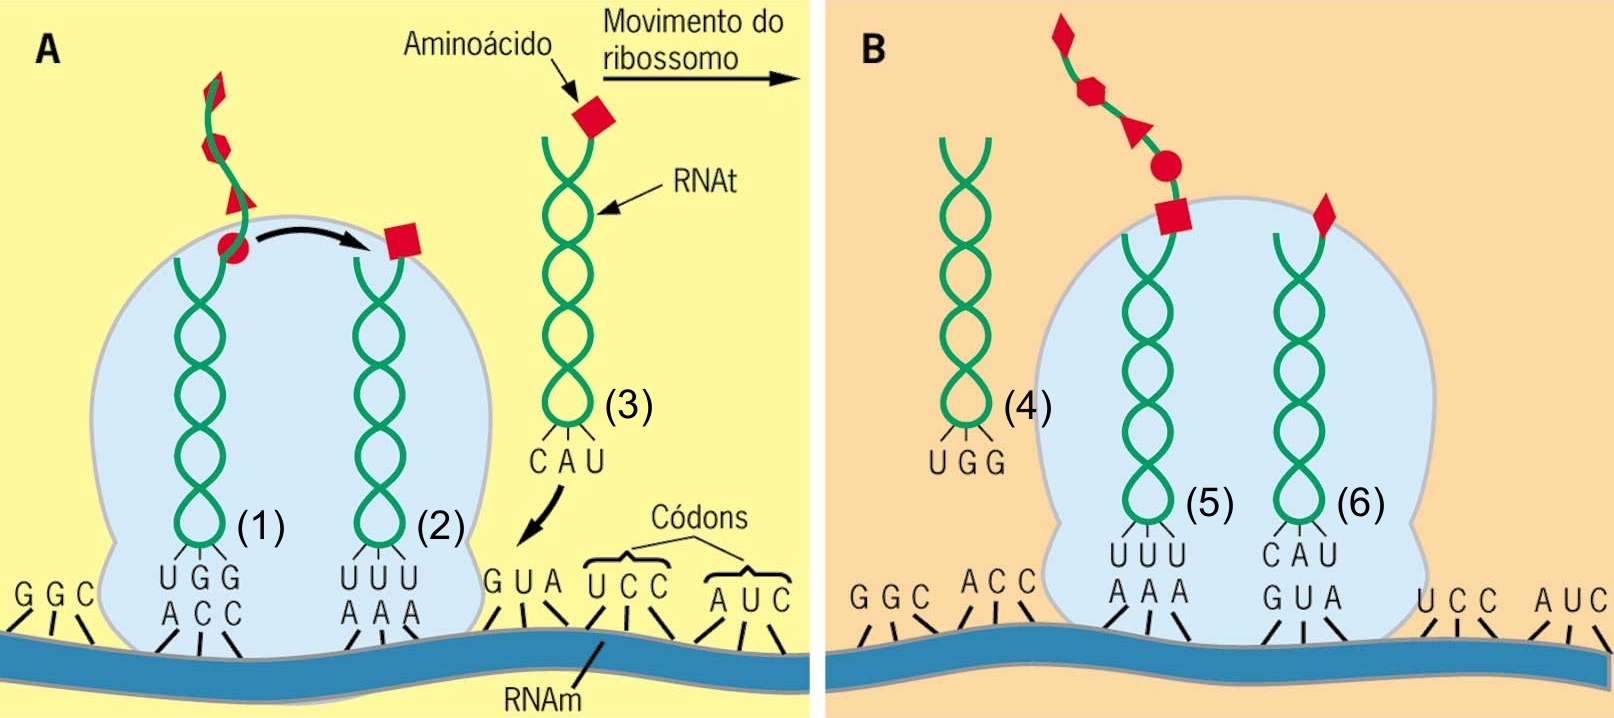 A
Aminoácido
Movimento do
ribossomo
RNAt
(1)
(2)
(3)
C A U
Códons
U G G
U U U
G G C
A C C
A A A
G U A
U C C
A U C
RNAm
B
(4)
U G G
(5)
(6)
U U U
C A U
G G C
A C C
A A A
G U A
U C C
A U C